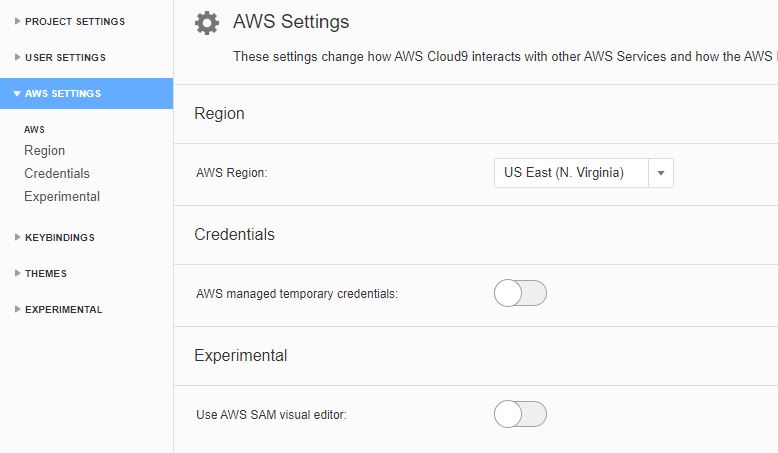 PROJECT SETTINGS
USER SETTINGS
AWS SETTINGS
AWS
Region
Credentials
Experimental
KEYBINDINGS
THEMES
EXPERIMENTAL
AWS Settings
These settings change how AWS Cloud9 interacts with other AWS Services and how the AWS
Region
AWS Region:
US East (N. Virginia)
Credentials
AWS managed temporary credentials:
Experimental
Use AWS SAM visual editor: